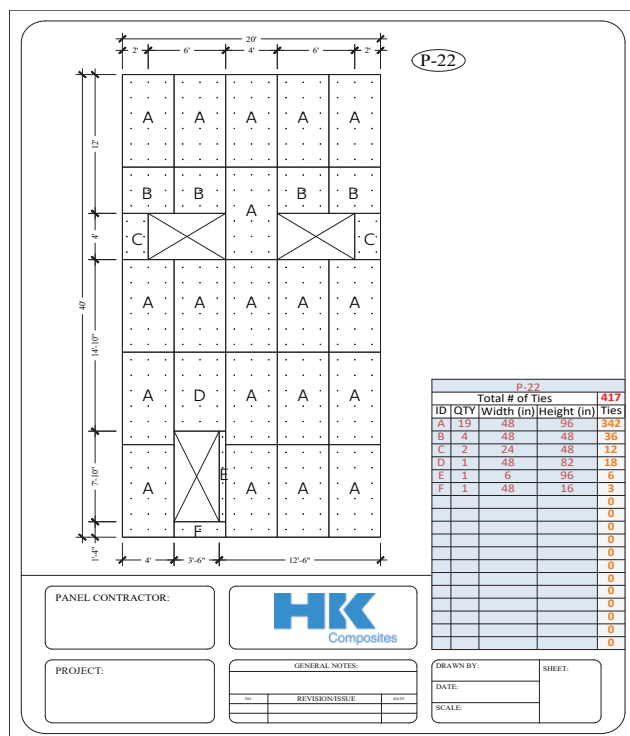 20'
2' 6' 4' 6' 2'
P-22
A A A A A
12'
B B A B B
C C
4'
40'
A A A A A
14'-10"
A D A A A
7'-10"
A E A A A
F
1'-4"
4' 3'-6" 12'-6"
P-22
Total # of Ties 417
ID QTY Width (in) Height (in) Ties
A 19 48 96 342
B 4 48 48 36
C 2 24 48 12
D 1 48 82 18
E 1 6 96 6
F 1 48 16 3
0
0
0
0
0
0
0
0
0
0
0
0
PANEL CONTRACTOR:
HK
Composites
PROJECT:
GENERAL NOTES:
NO. REVISION/ISSUE DATE
DRAWN BY:
DATE:
SCALE:
SHEET: